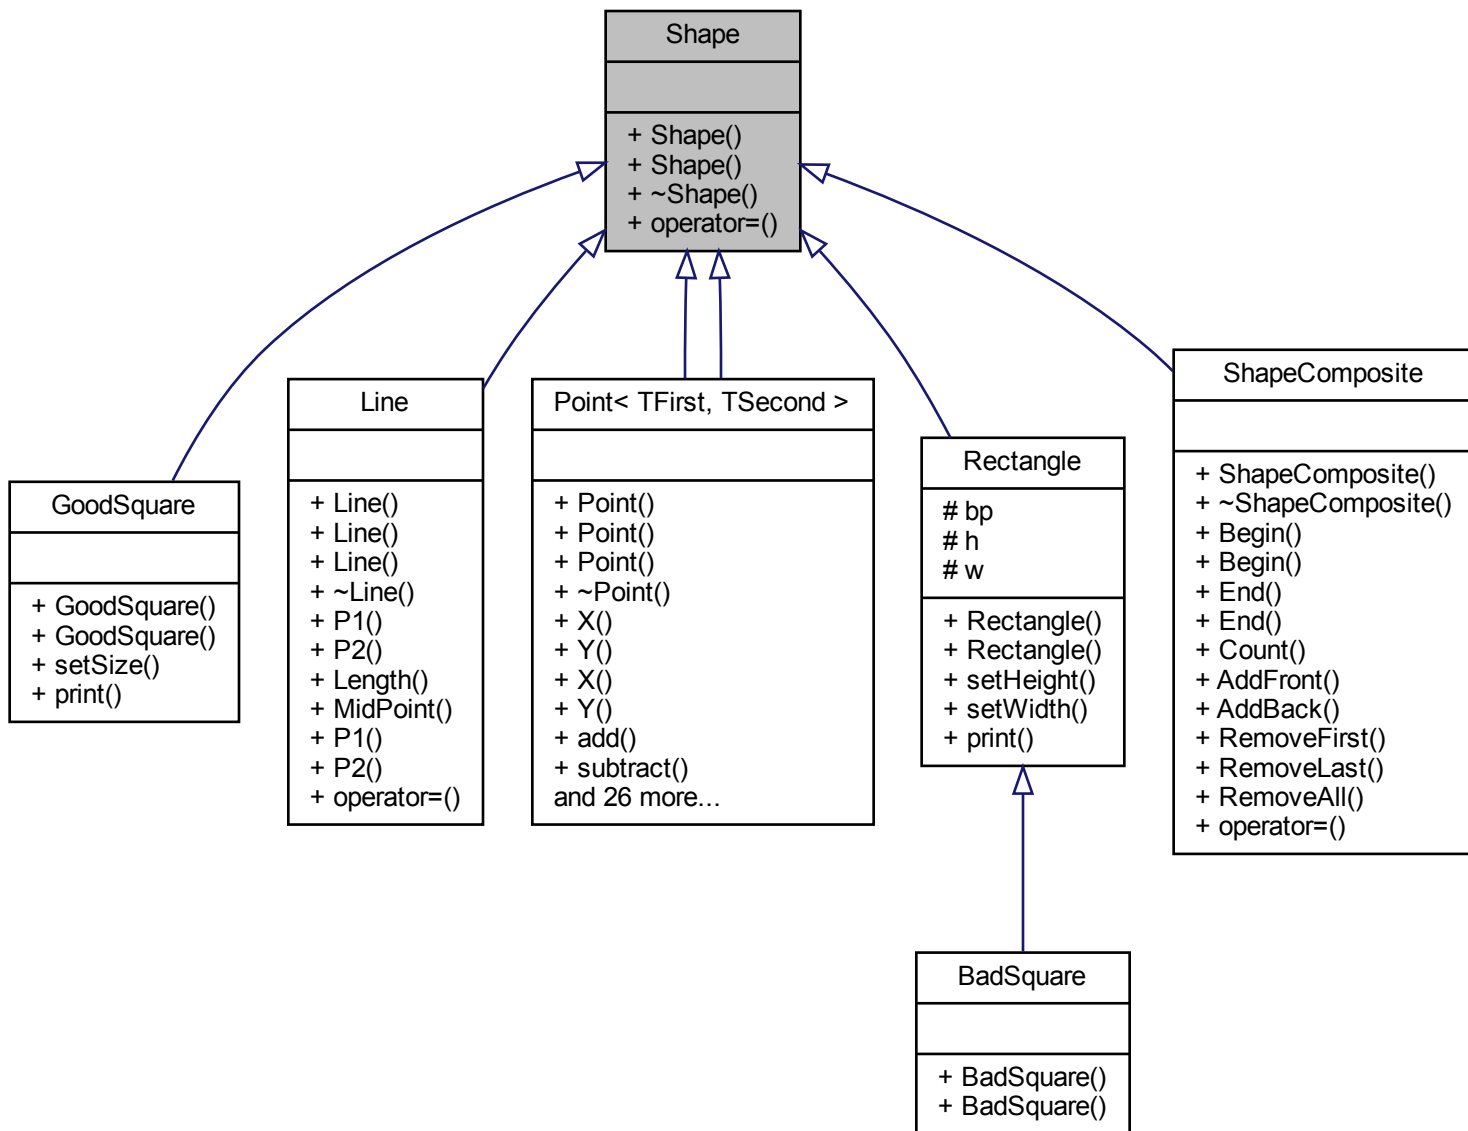 Shape
+ Shape()
+ Shape()
+ ~Shape()
+ operator=()
GoodSquare
+ GoodSquare()
+ GoodSquare()
+ setSize()
+ print()
Line
+ Line()
+ Line()
+ Line()
+ ~Line()
+ P1()
+ P2()
+ Length()
+ MidPoint()
+ P1()
+ P2()
+ operator=()
Point< TFirst, TSecond >
+ Point()
+ Point()
+ Point()
+ ~Point()
+ X()
+ Y()
+ X()
+ Y()
+ add()
+ subtract()
and 26 more...
Rectangle
# bp
# h
# w
+ Rectangle()
+ Rectangle()
+ setHeight()
+ setWidth()
+ print()
ShapeComposite
+ ShapeComposite()
+ ~ShapeComposite()
+ Begin()
+ Begin()
+ End()
+ End()
+ Count()
+ AddFront()
+ AddBack()
+ RemoveFirst()
+ RemoveLast()
+ RemoveAll()
+ operator=()
BadSquare
+ BadSquare()
+ BadSquare()